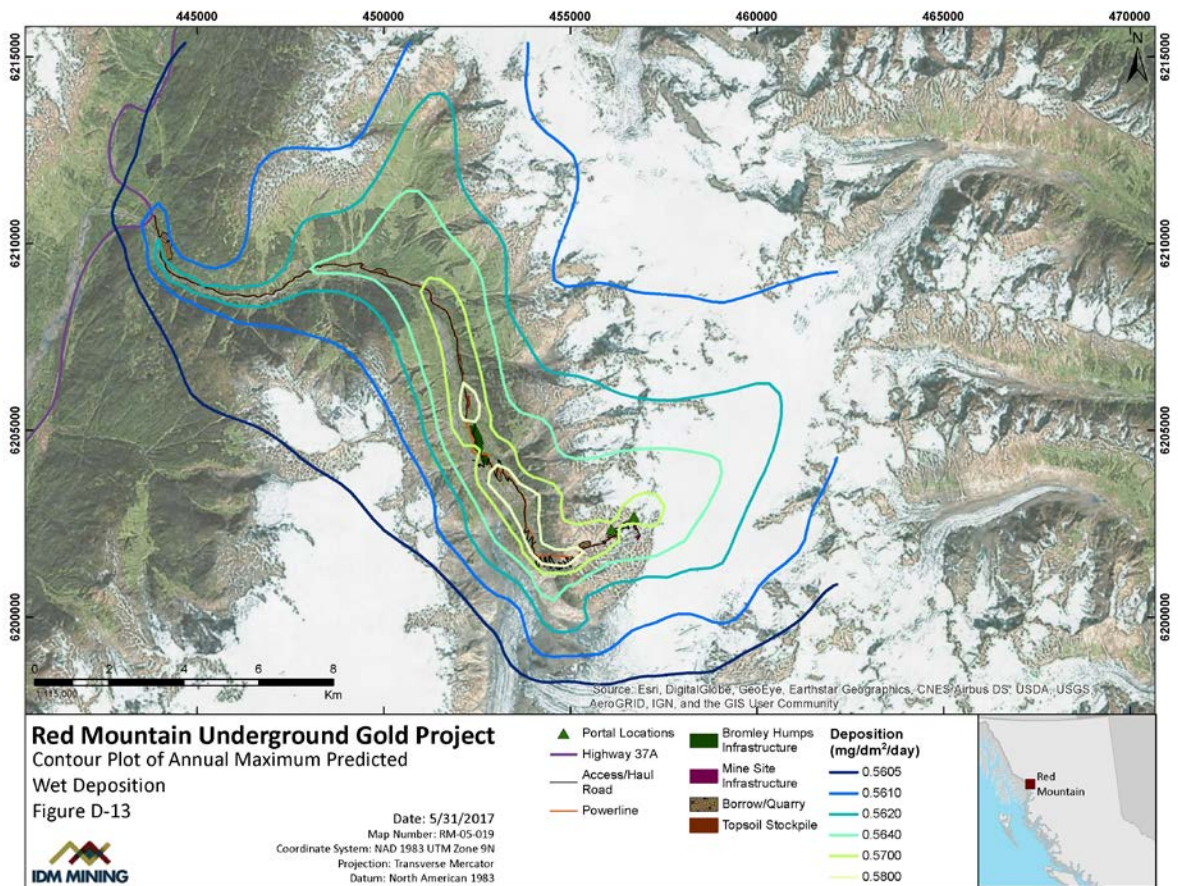 445000 450000 455000 460000 465000 470000
6215000 6215000
N
6210000 6210000
6205000 6205000
6200000 6200000
0 2 4 6 8
Km
1:115,000
Source: Esri, DigitalGlobe, GeoEye, Earthstar Geographics, CNES/Airbus DS, USDA, USGS,
AeroGRID, IGN, and the GIS User Community
Red Mountain Underground Gold Project
Contour Plot of Annual Maximum Predicted
Wet Deposition
Figure D-13
Date: 5/31/2017
Map Number: RM-05-019
Coordinate System: NAD 1983 UTM Zone 9N
Projection: Transverse Mercator
Datum: North American 1983
IDM MINING
Portal Locations
Highway 37A
Access/Haul
Road
Powerline
Bromley Humps
Infrastructure
Mine Site
Infrastructure
Borrow/Quarry
Topsoil Stockpile
Deposition
(mg/dm²/day)
0.5605
0.5610
0.5620
0.5640
0.5700
0.5800
Red
Mountain